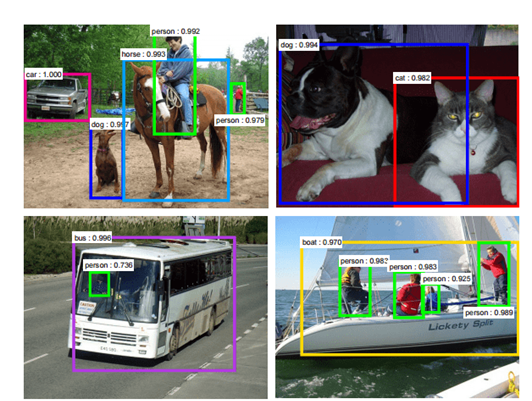 person : 0.992
horse : 0.993
car : 1.000
dog : 0.997
person : 0.979
dog : 0.994
cat : 0.982
bus : 0.996
person : 0.736
boat : 0.970
person : 0.983
person : 0.983
person : 0.925
person : 0.989
Lickety Split